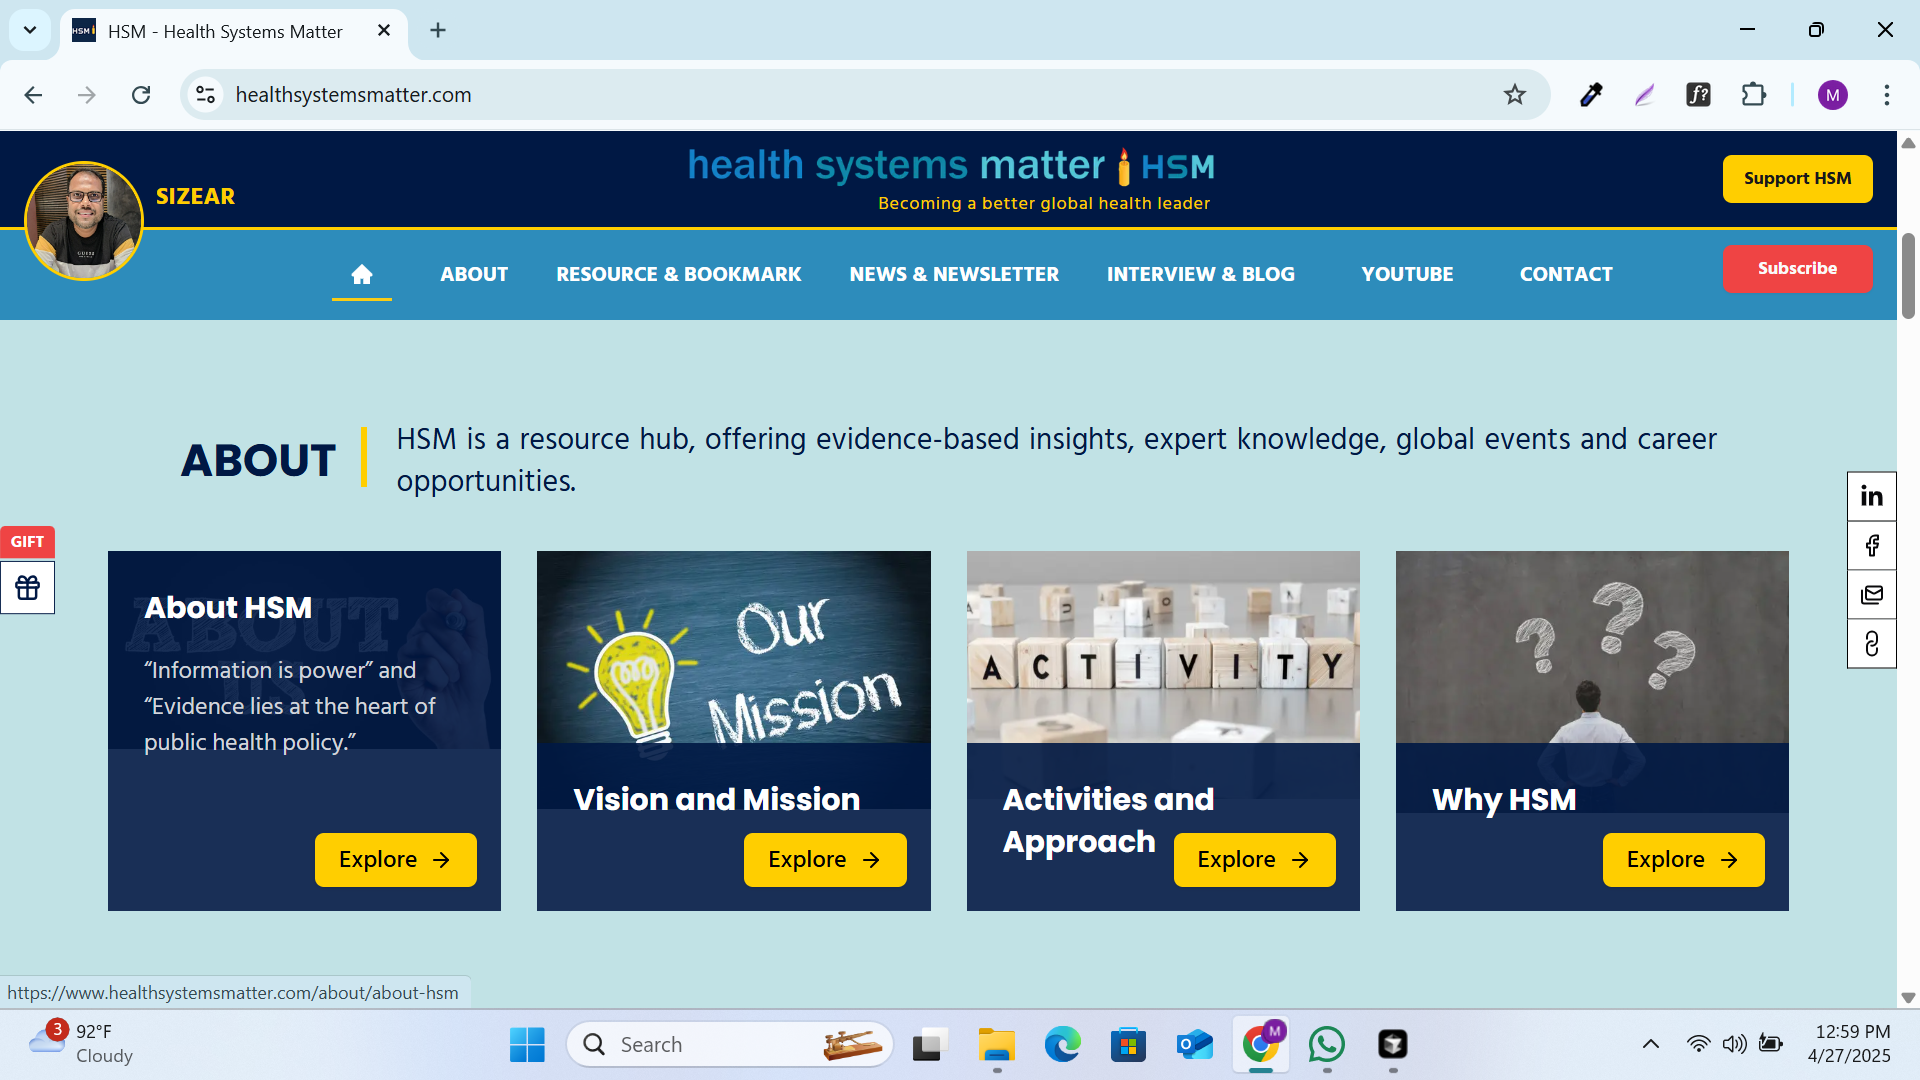 HSM - Health Systems Matter
healthsystemsmatter.com
M
SIZEAR
health systems matter HSM
Becoming a better global health leader
Support HSM
ABOUT
RESOURCE & BOOKMARK
NEWS & NEWSLETTER
INTERVIEW & BLOG
YOUTUBE
CONTACT
Subscribe
ABOUT
HSM is a resource hub, offering evidence-based insights, expert knowledge, global events and career
opportunities.
GIFT
About HSM
“Information is power” and
“Evidence lies at the heart of
public health policy.”
Explore
Our
Mission
Vision and Mission
Explore
ACTIVITY
Activities and
Approach
Explore
???
Why HSM
Explore
in
https://www.healthsystemsmatter.com/about/about-hsm
3
92°F
Cloudy
Search
M
12:59 PM
4/27/2025